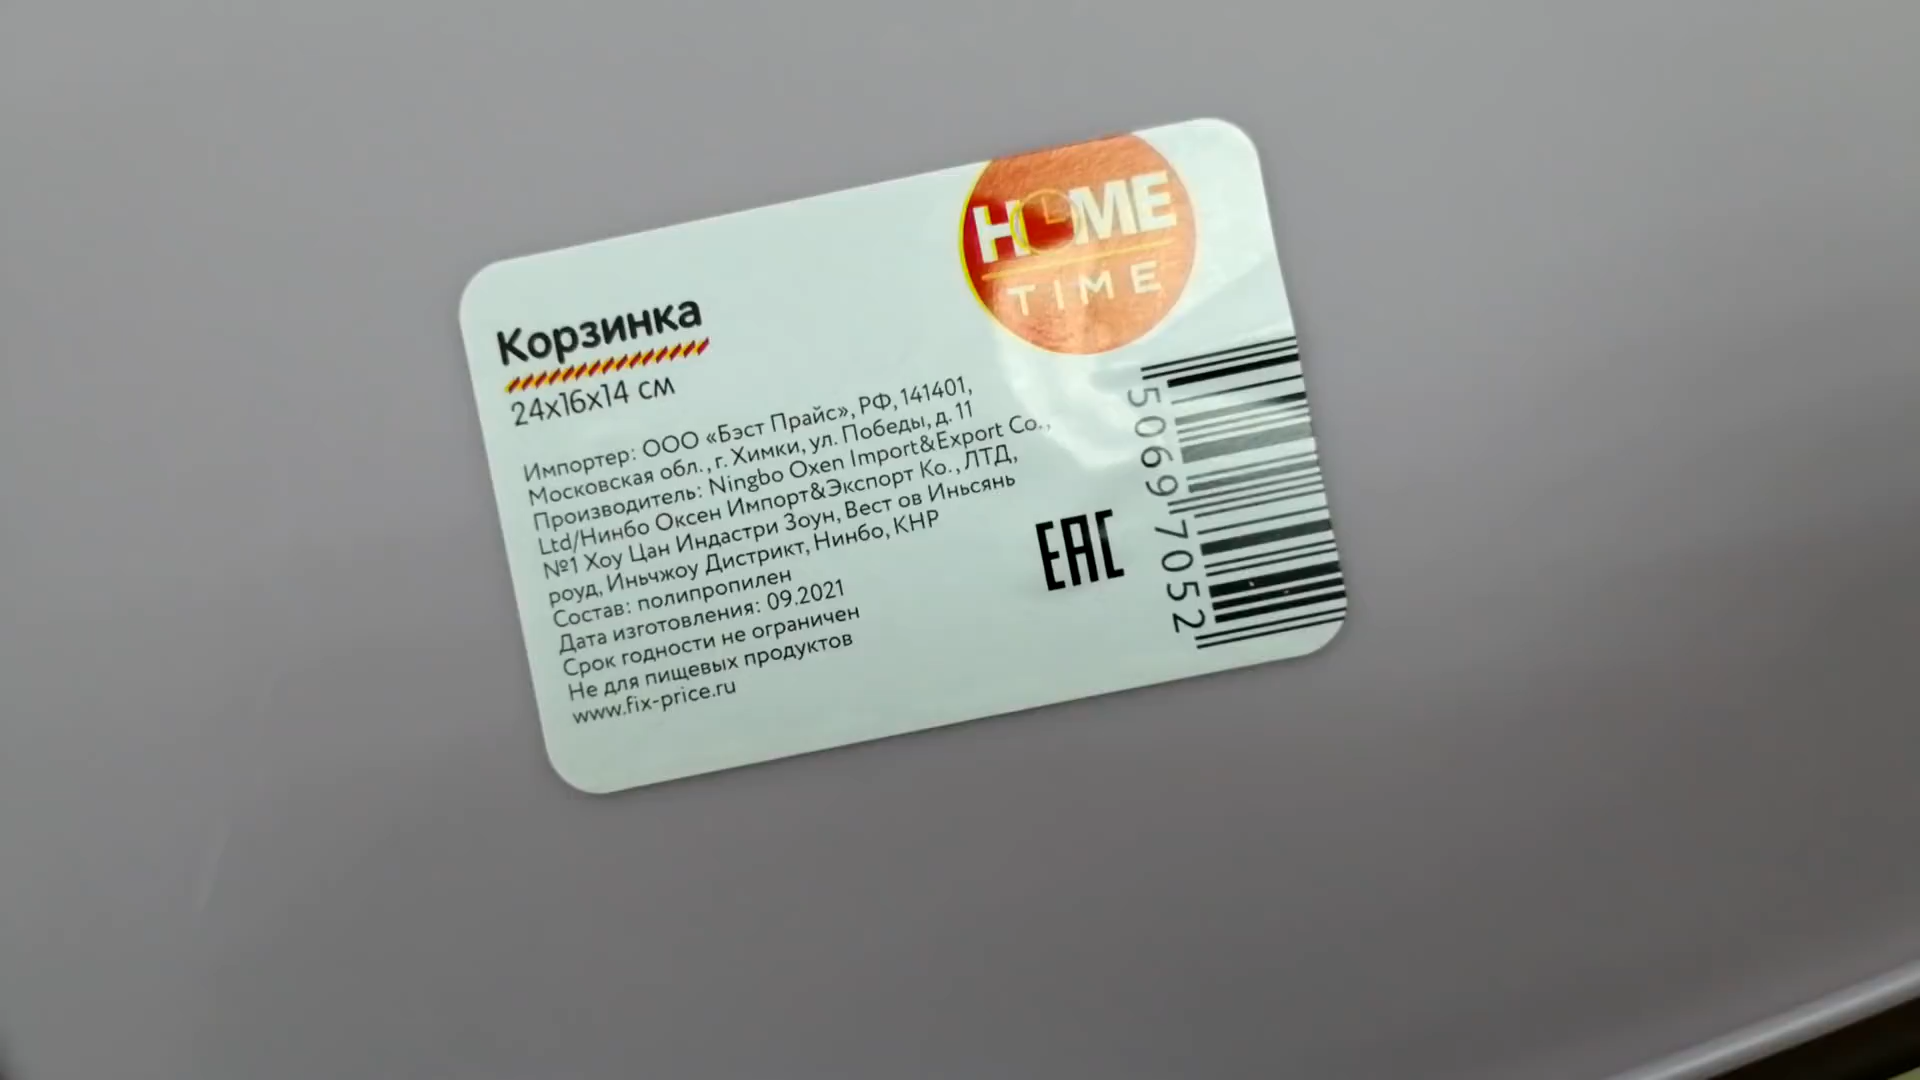 HOME
TIME
Корзинка
24x16x14 см
Импортер: ООО «Бэст Прайс», РФ, 141401,
Московская обл., г. Химки, ул. Победы, д. 11
Производитель: Ningbo Oxen Import&Export Co.,
Ltd/Нинбо Оксен Импорт&Экспорт Ко., ЛТД,
№1 Хоу Цан Индастри Зоун, Вест ов Иньсянь
роуд, Иньчжоу Дистрикт, Нинбо, КНР
Состав: полипропилен
Дата изготовления: 09.2021
Срок годности не ограничен
Не для пищевых продуктов
www.fix-price.ru
EAC
50697052